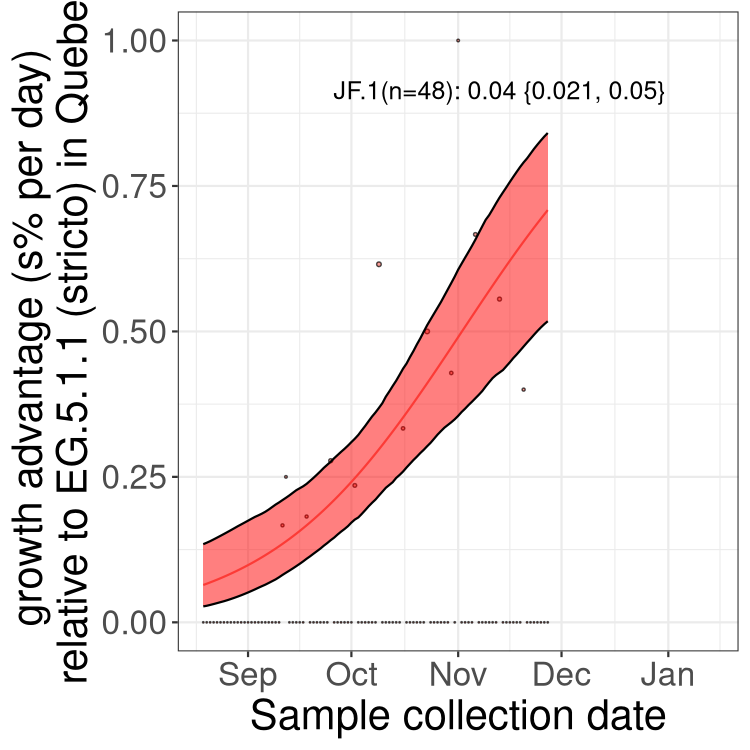 growth advantage (s% per day)
relative to EG.5.1.1 (stricto) in Quebe
1.00
0.75
0.50
0.25
0.00
JF.1(n=48): 0.04 {0.021, 0.05}
Sep Oct Nov Dec Jan
Sample collection date